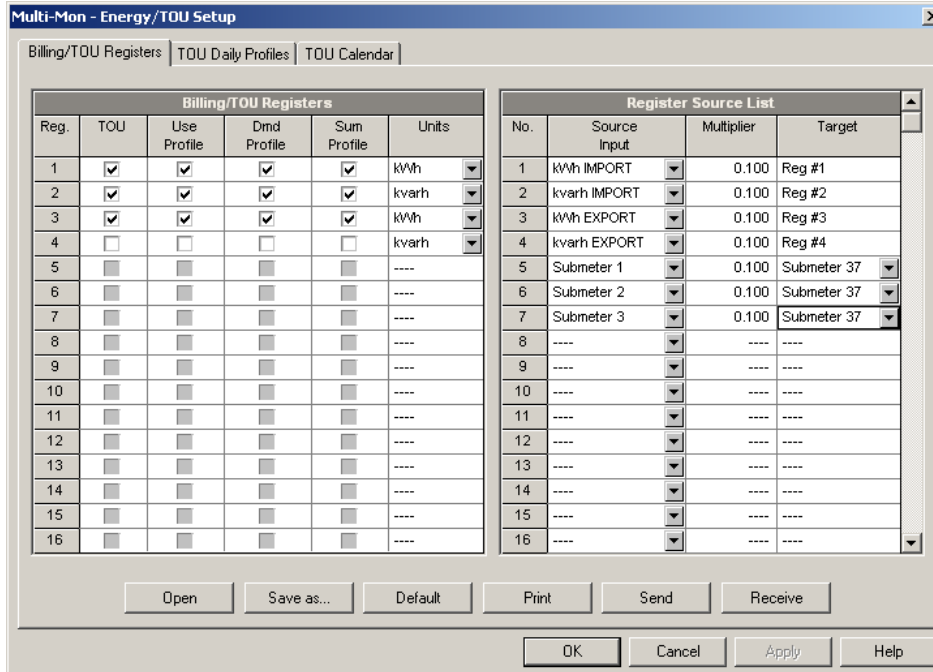 Multi-Mon - Energy/TOU Setup
Billing/TOU Registers TOU Daily Profiles TOU Calendar
Billing/TOU Registers
Reg. TOU Use Profile Dmd Profile Sum Profile Units
1 kWh
2 kvarh
3 kWh
4 kvarh
5 ----
6 ----
7 ----
8 ----
9 ----
10 ----
11 ----
12 ----
13 ----
14 ----
15 ----
16 ----
Register Source List
No. Source Input Multiplier Target
1 kWh IMPORT 0.100 Reg #1
2 kvarh IMPORT 0.100 Reg #2
3 kWh EXPORT 0.100 Reg #3
4 kvarh EXPORT 0.100 Reg #4
5 Submeter 1 0.100 Submeter 37
6 Submeter 2 0.100 Submeter 37
7 Submeter 3 0.100 Submeter 37
8 ---- ---- ----
9 ---- ---- ----
10 ---- ---- ----
11 ---- ---- ----
12 ---- ---- ----
13 ---- ---- ----
14 ---- ---- ----
15 ---- ---- ----
16 ---- ---- ----
Open Save as... Default Print Send Receive
OK Cancel Apply Help